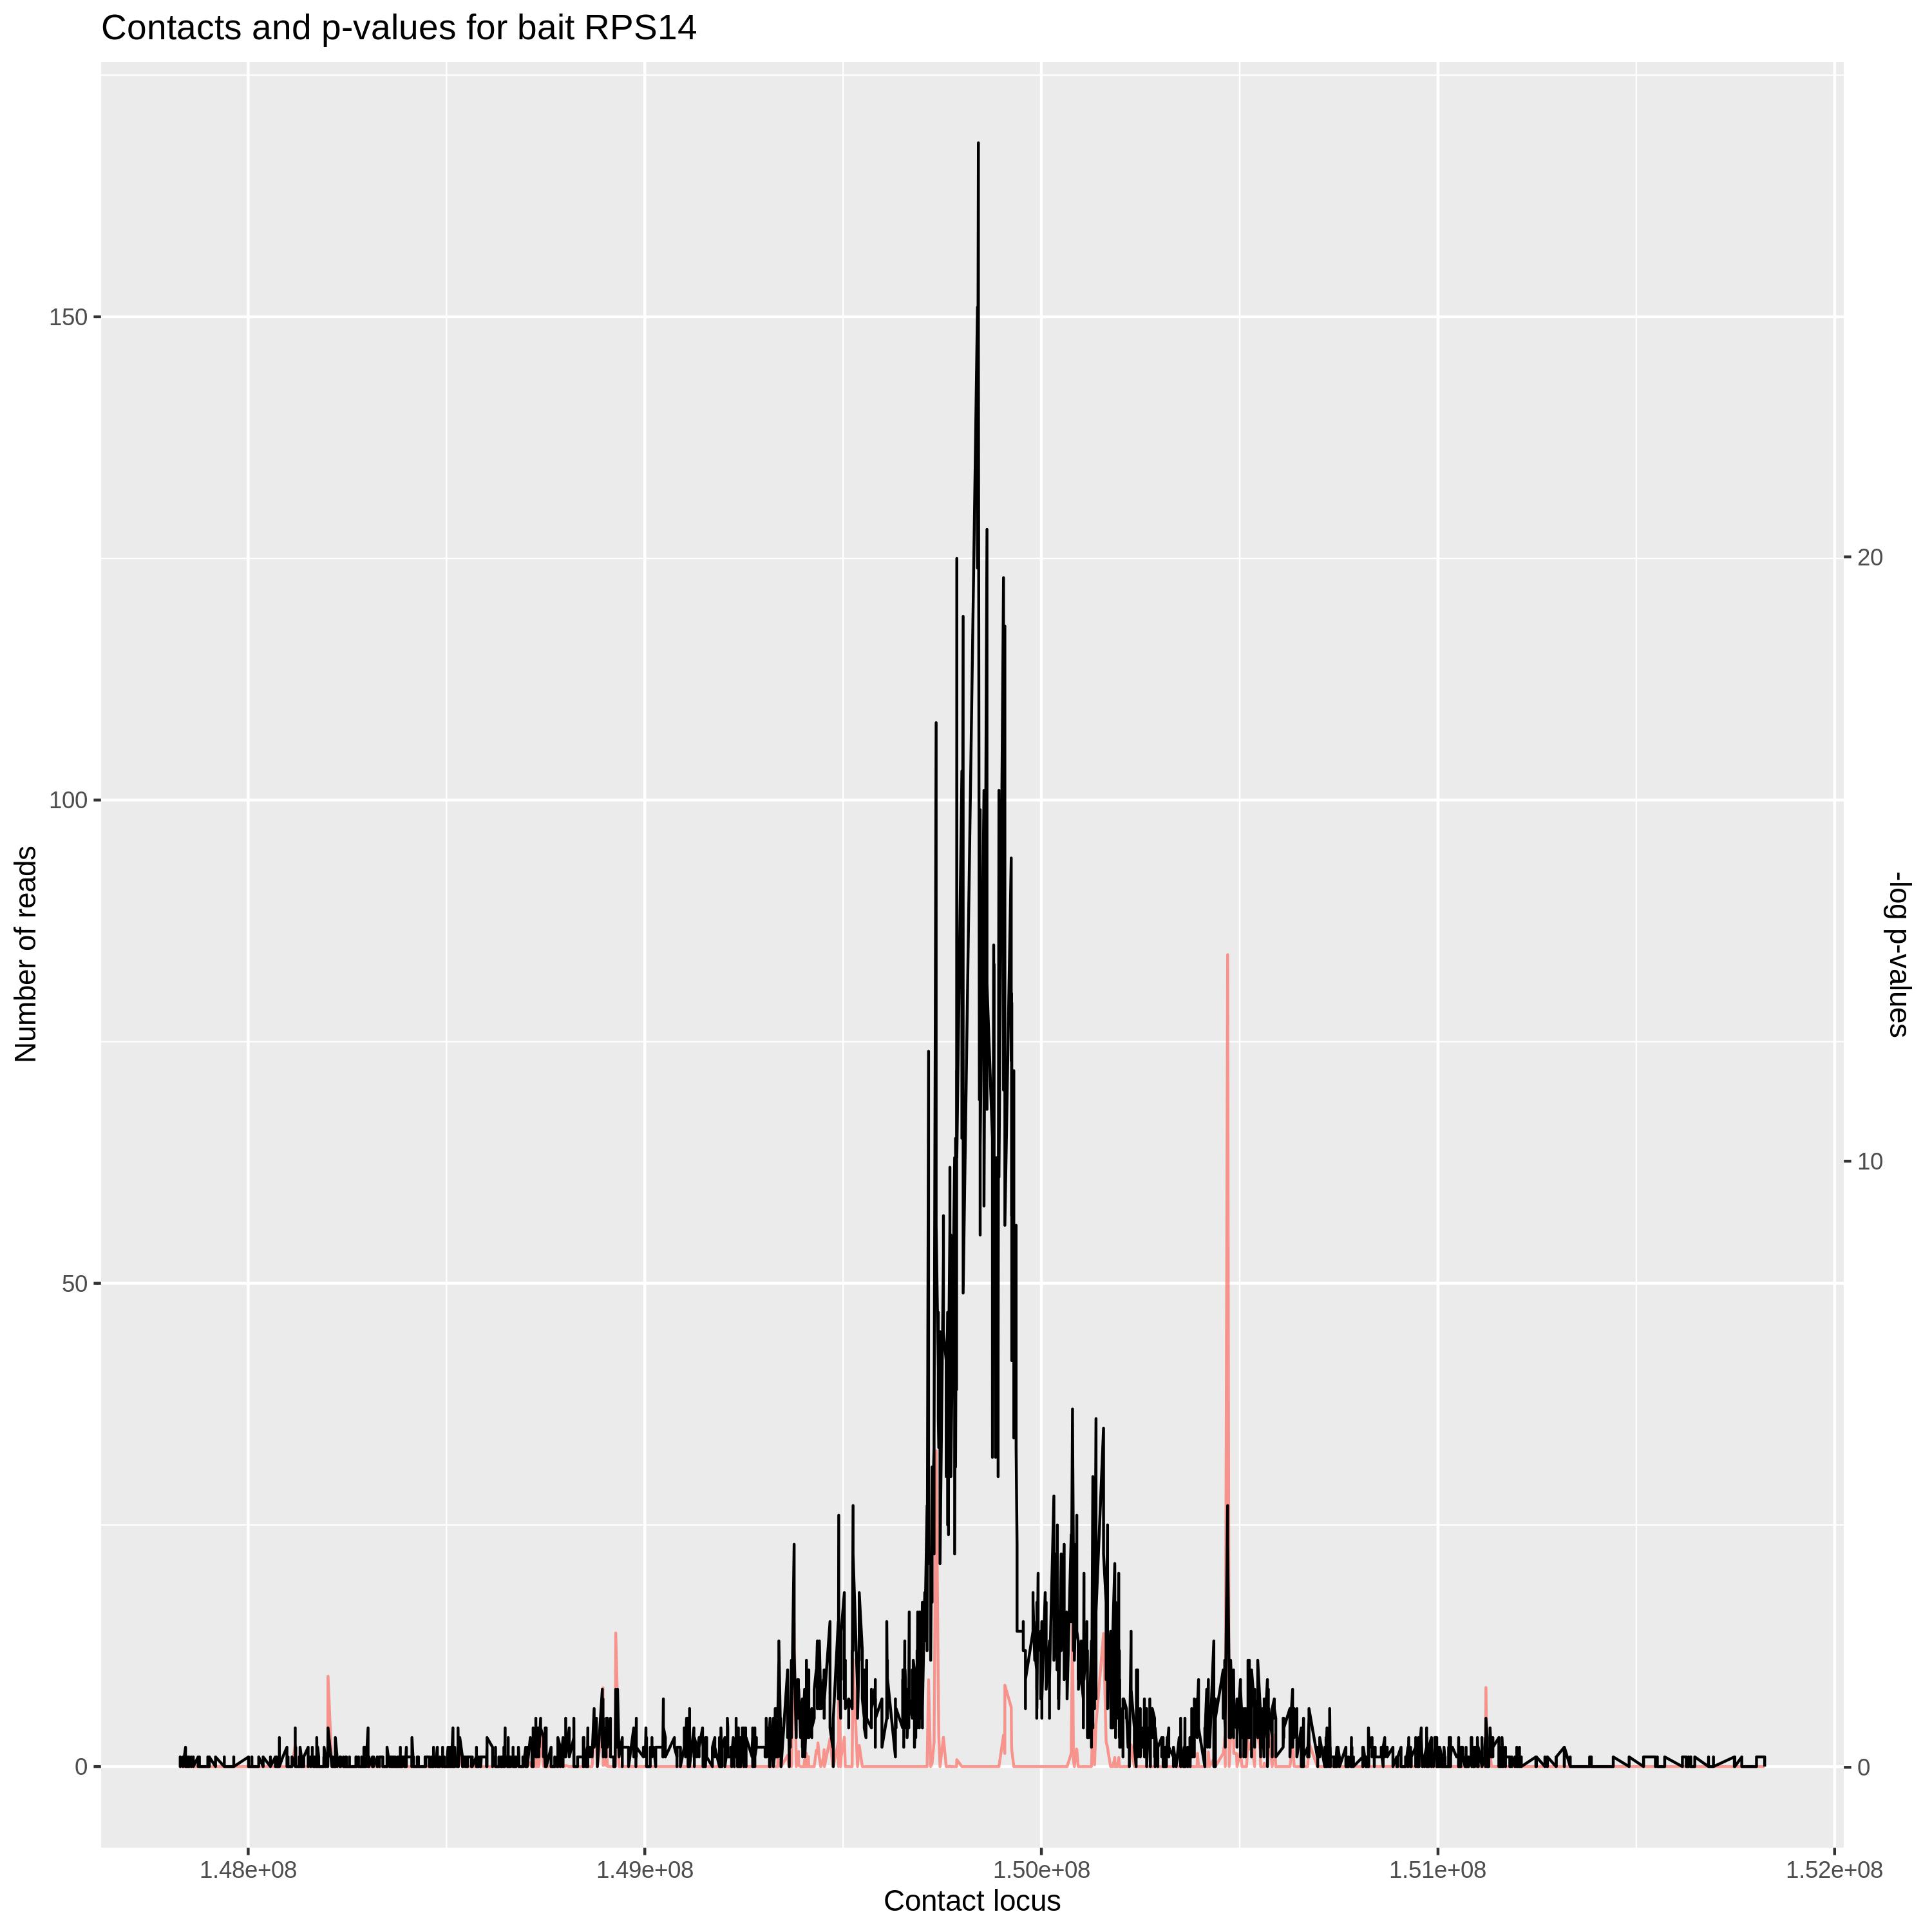 Contacts and p-values for bait RPS14
150
100
50
0
Number of reads
20
10
0
-log p-values
1.48e+08
1.49e+08
1.50e+08
1.51e+08
1.52e+08
Contact locus